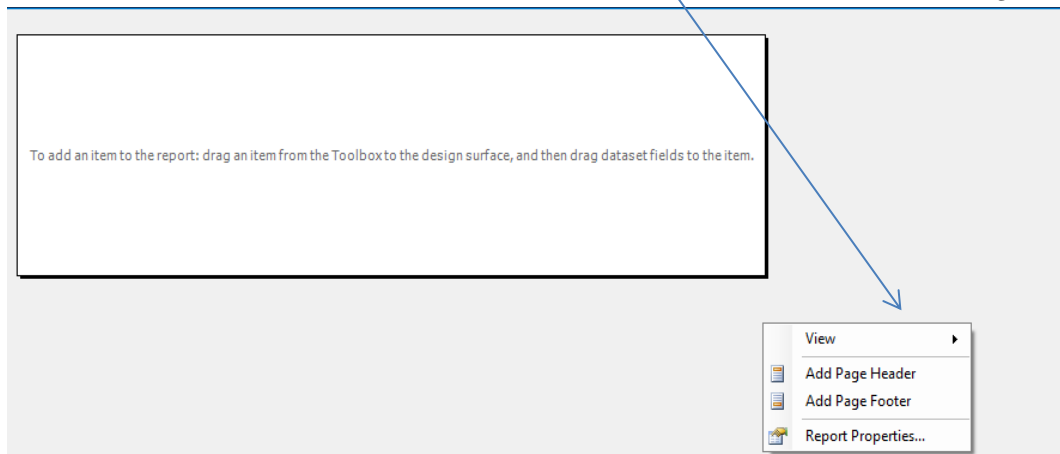 To add an item to the report: drag an item from the Toolbox to the design surface, and then drag dataset fields to the item.
View
Add Page Header
Add Page Footer
Report Properties...